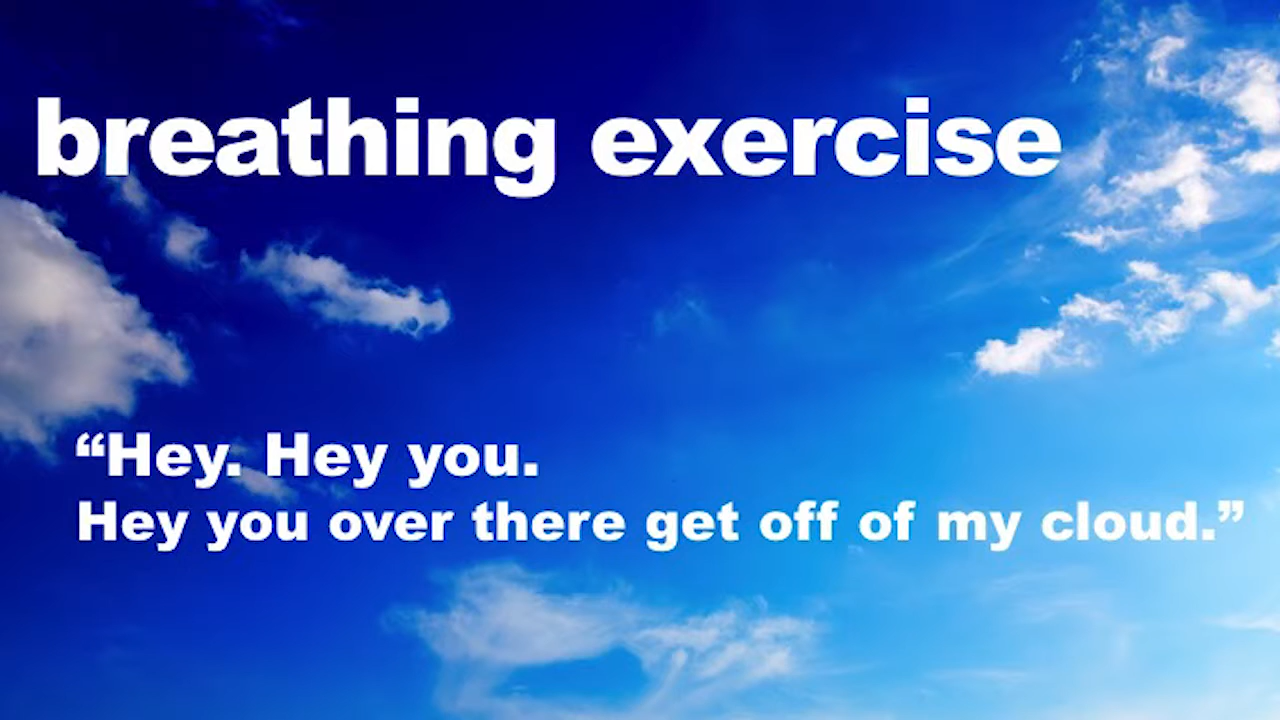 breathing exercise
“Hey. Hey you.
Hey you over there get off of my cloud.”